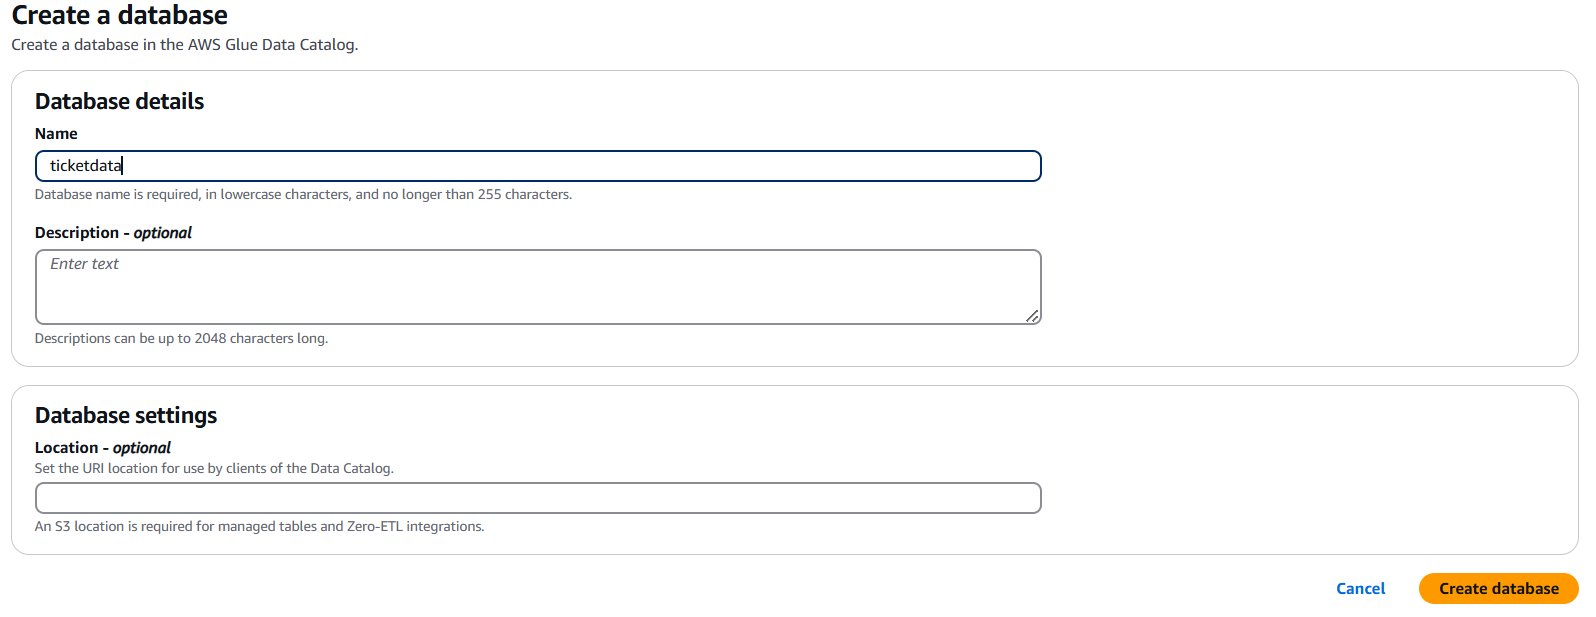 Create a database
Create a database in the AWS Glue Data Catalog.
Database details
Name
ticketdata
Database name is required, in lowercase characters, and no longer than 255 characters.
Description - optional
Enter text
Descriptions can be up to 2048 characters long.
Database settings
Location - optional
Set the URI location for use by clients of the Data Catalog.
An S3 location is required for managed tables and Zero-ETL integrations.
Cancel
Create database